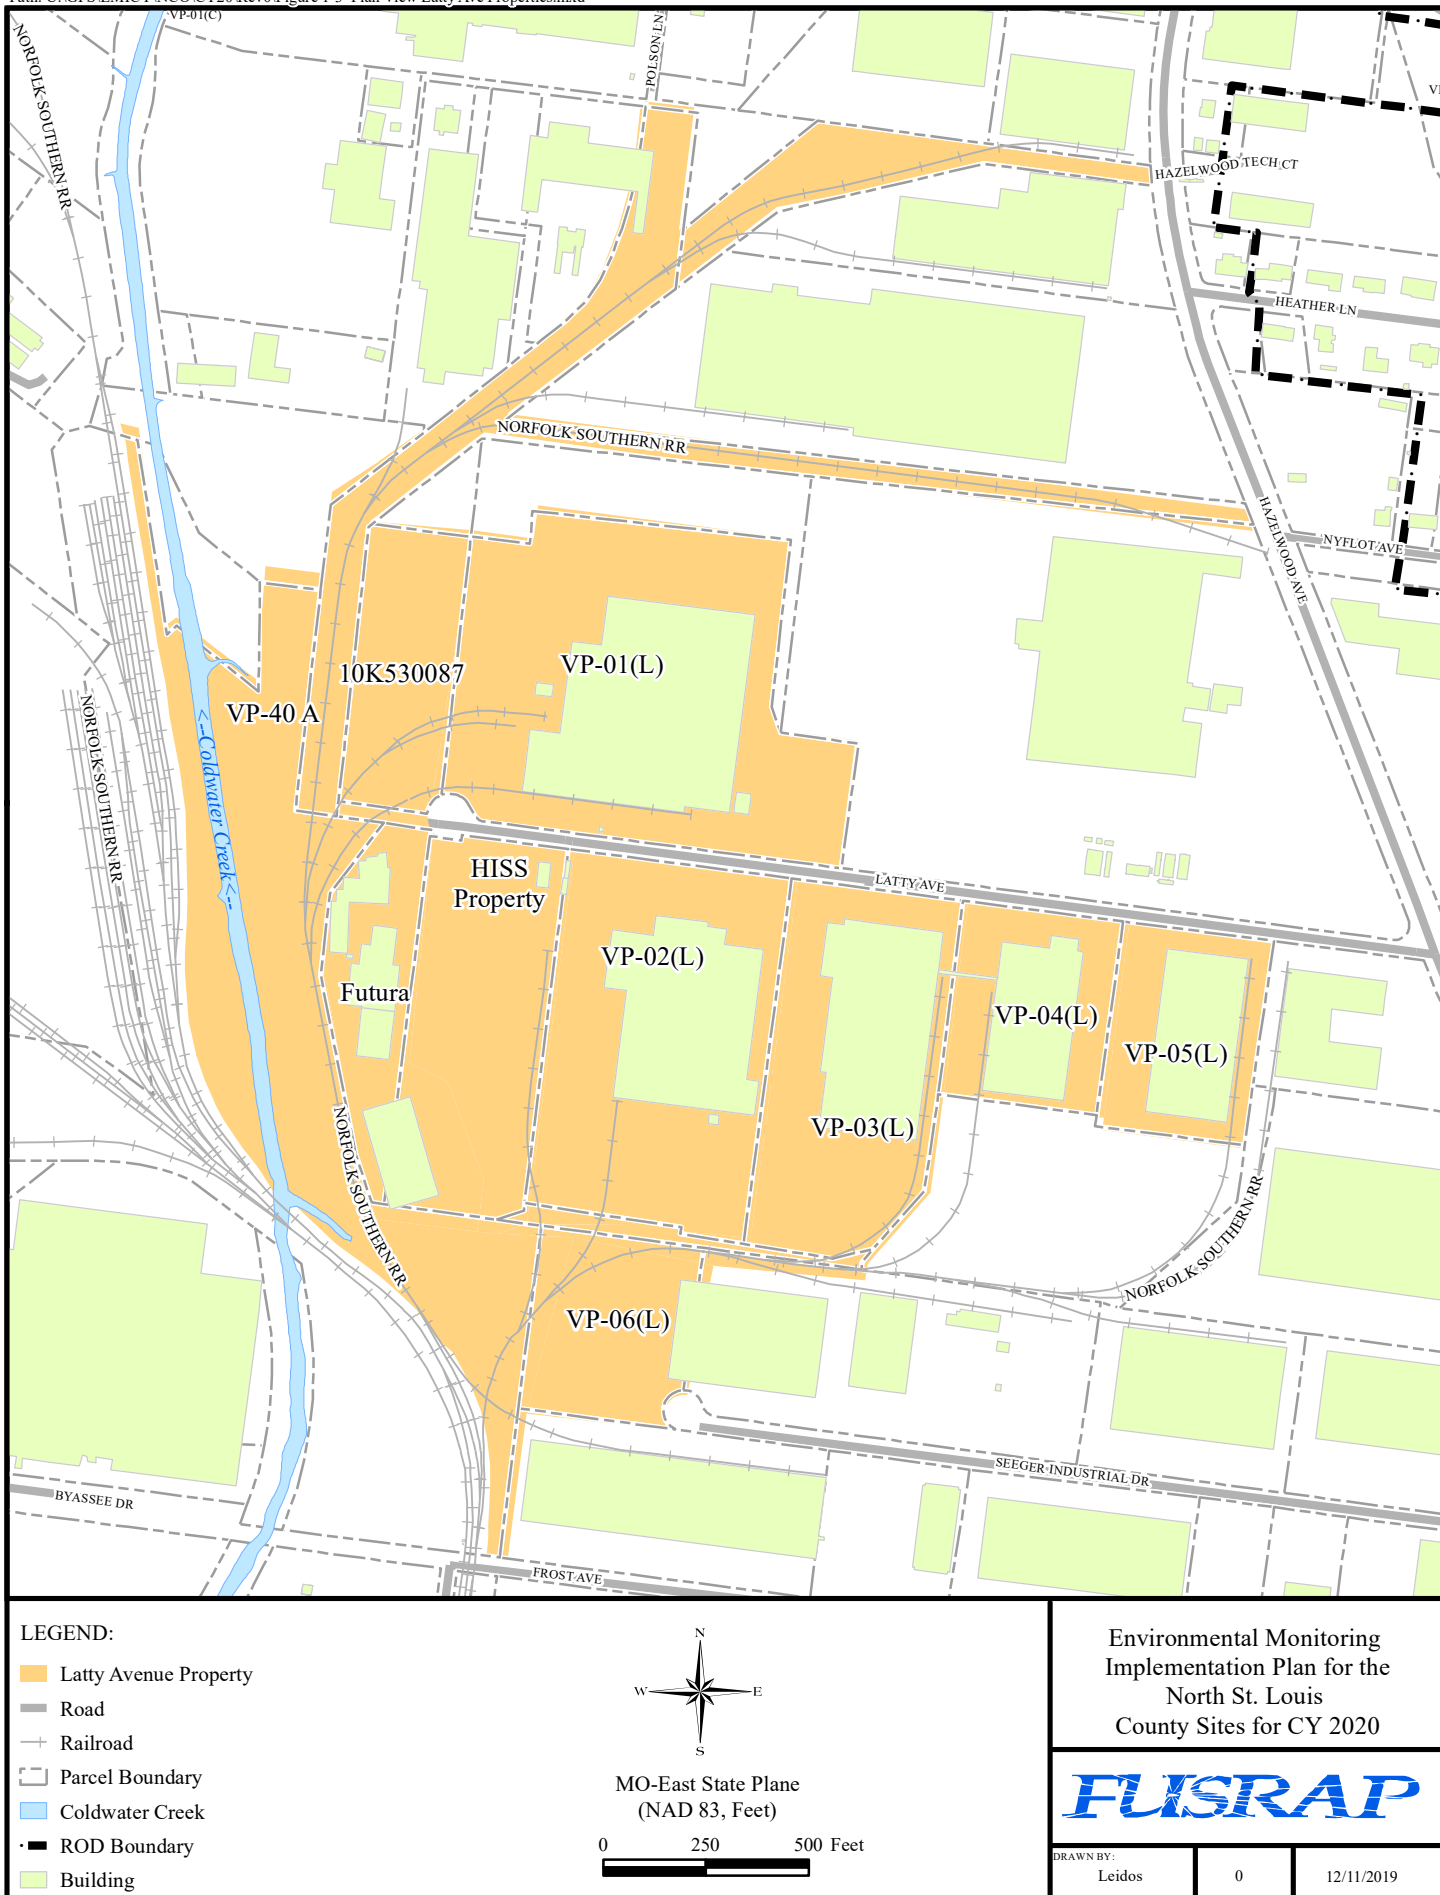 VP-01(C)
NORFOLK SOUTHERN RR
POLSON LN
HAZELWOOD TECH CT
HEATHER LN
NORFOLK SOUTHERN RR
HAZELWOOD AVE
NYFLOT AVE
10K530087
VP-01(L)
VP-40 A
NORFOLK SOUTHERN RR
<--Coldwater Creek<--
HISS
Property
LATTY AVE
VP-02(L)
Futura
VP-04(L)
VP-05(L)
VP-03(L)
NORFOLK SOUTHERN RR
NORFOLK SOUTHERN RR
VP-06(L)
SEEGER INDUSTRIAL DR
BYASSEE DR
FROST AVE
LEGEND:
Latty Avenue Property
Road
Railroad
Parcel Boundary
Coldwater Creek
ROD Boundary
Building
N
W
E
S
MO-East State Plane
(NAD 83, Feet)
0 250 500 Feet
Environmental Monitoring
Implementation Plan for the
North St. Louis
County Sites for CY 2020
FUSRAP
DRAWN BY:
Leidos
0
12/11/2019